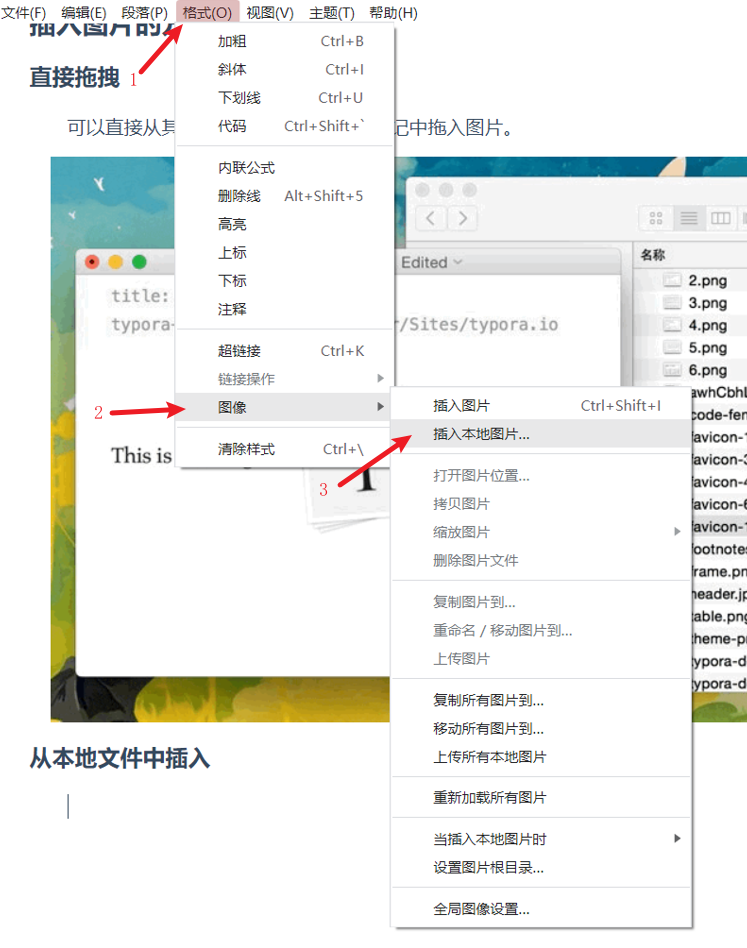 文件(F) 编辑(E) 段落(P) 格式(O) 视图(V) 主题(T) 帮助(H)
插入图片的
直接拖拽
1
可以直接从其
记中拖入图片。
加粗 Ctrl+B
斜体 Ctrl+I
下划线 Ctrl+U
代码 Ctrl+Shift+`
内联公式
删除线 Alt+Shift+5
高亮
上标
下标
注释
超链接 Ctrl+K
链接操作
2
图像
清除样式 Ctrl+\
Edited
title:
typora-
r/Sites/typora.io
This is
名称
2.png
3.png
4.png
5.png
6.png
awhCbhL
code-fen
favicon-1
favicon-3
favicon-4
favicon-6
favicon-1
footnotes
frame.pn
header.jp
table.png
theme-pr
typora-d
typora-d
插入图片 Ctrl+Shift+I
插入本地图片...
3
打开图片位置...
拷贝图片
缩放图片
删除图片文件
复制图片到...
重命名 / 移动图片到...
上传图片
复制所有图片到...
移动所有图片到...
上传所有本地图片
重新加载所有图片
当插入本地图片时
设置图片根目录...
全局图像设置...
从本地文件中插入